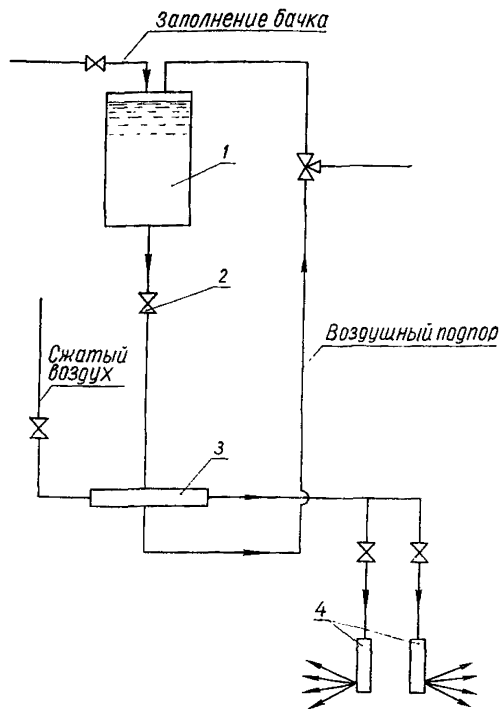 Заполнение бачка
1
2
Воздушный подпор
Сжатый
воздух
3
4